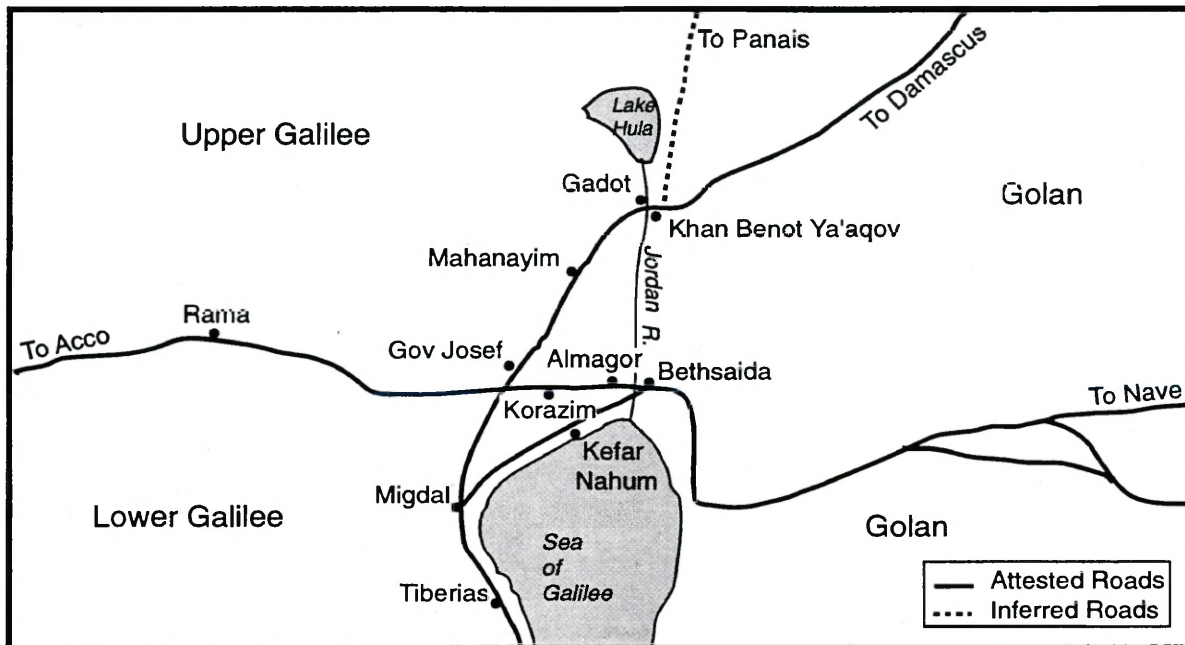 To Panais
To Damascus
Lake
Hula
Upper Galilee
Gadot
Golan
Khan Benot Ya'aqov
Mahanayim
Jordan R.
Rama
To Acco
Gov Josef
Almagor
Bethsaida
To Nave
Korazim
Kefar
Nahum
Migdal
Lower Galilee
Golan
Sea
of
Galilee
Tiberias
Attested Roads
Inferred Roads